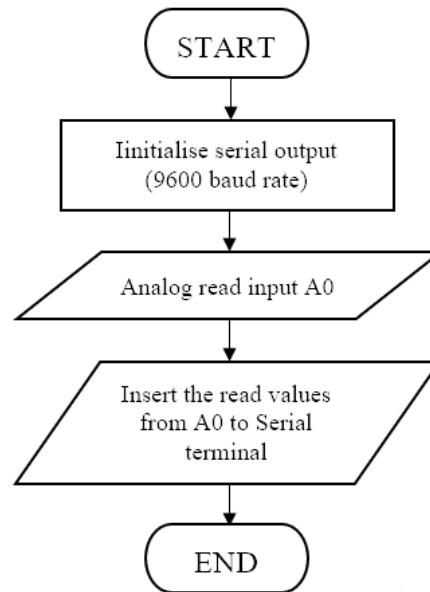 START
Iinitialise serial output
(9600 baud rate)
Analog read input A0
Insert the read values
from A0 to Serial
terminal
END